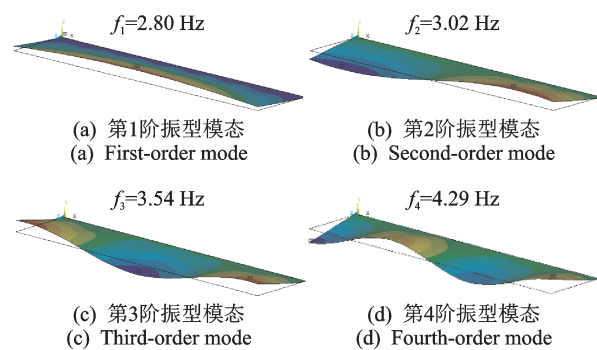 f₁=2.80 Hz
f₂=3.02 Hz
(a) 第1阶振型模态
(a) First-order mode
(b) 第2阶振型模态
(b) Second-order mode
f₃=3.54 Hz
f₄=4.29 Hz
(c) 第3阶振型模态
(c) Third-order mode
(d) 第4阶振型模态
(d) Fourth-order mode